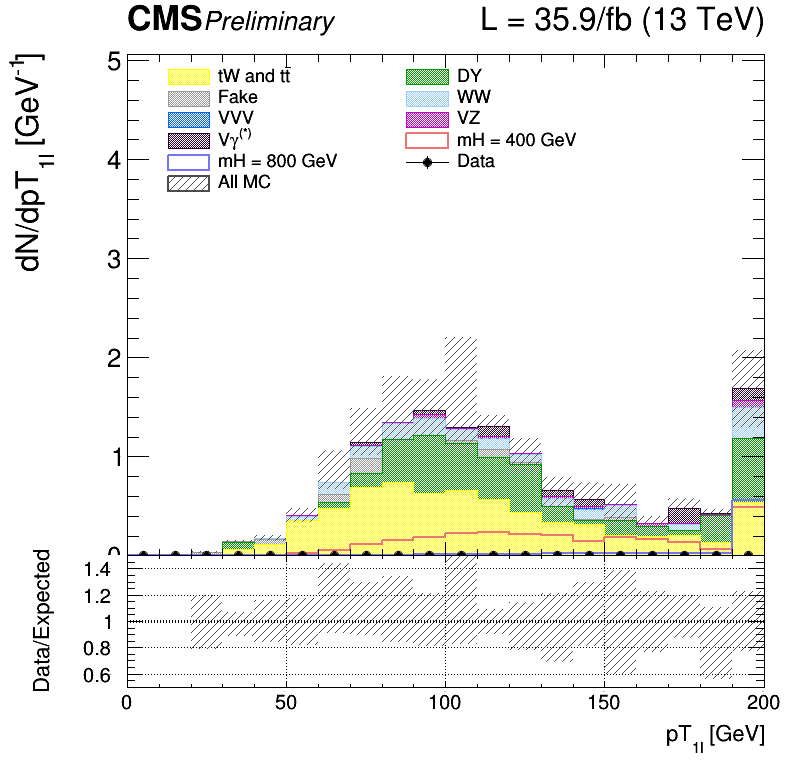 CMS Preliminary L = 35.9/fb (13 TeV)
dN/dpT_1l [GeV^-1]
tW and tt DY
Fake WW
VVV VZ
Vγ^(*) mH = 400 GeV
mH = 800 GeV Data
All MC
5
4
3
2
1
0
Data/Expected
1.4
1.2
1
0.8
0.6
0 50 100 150 200
pT_1l [GeV]